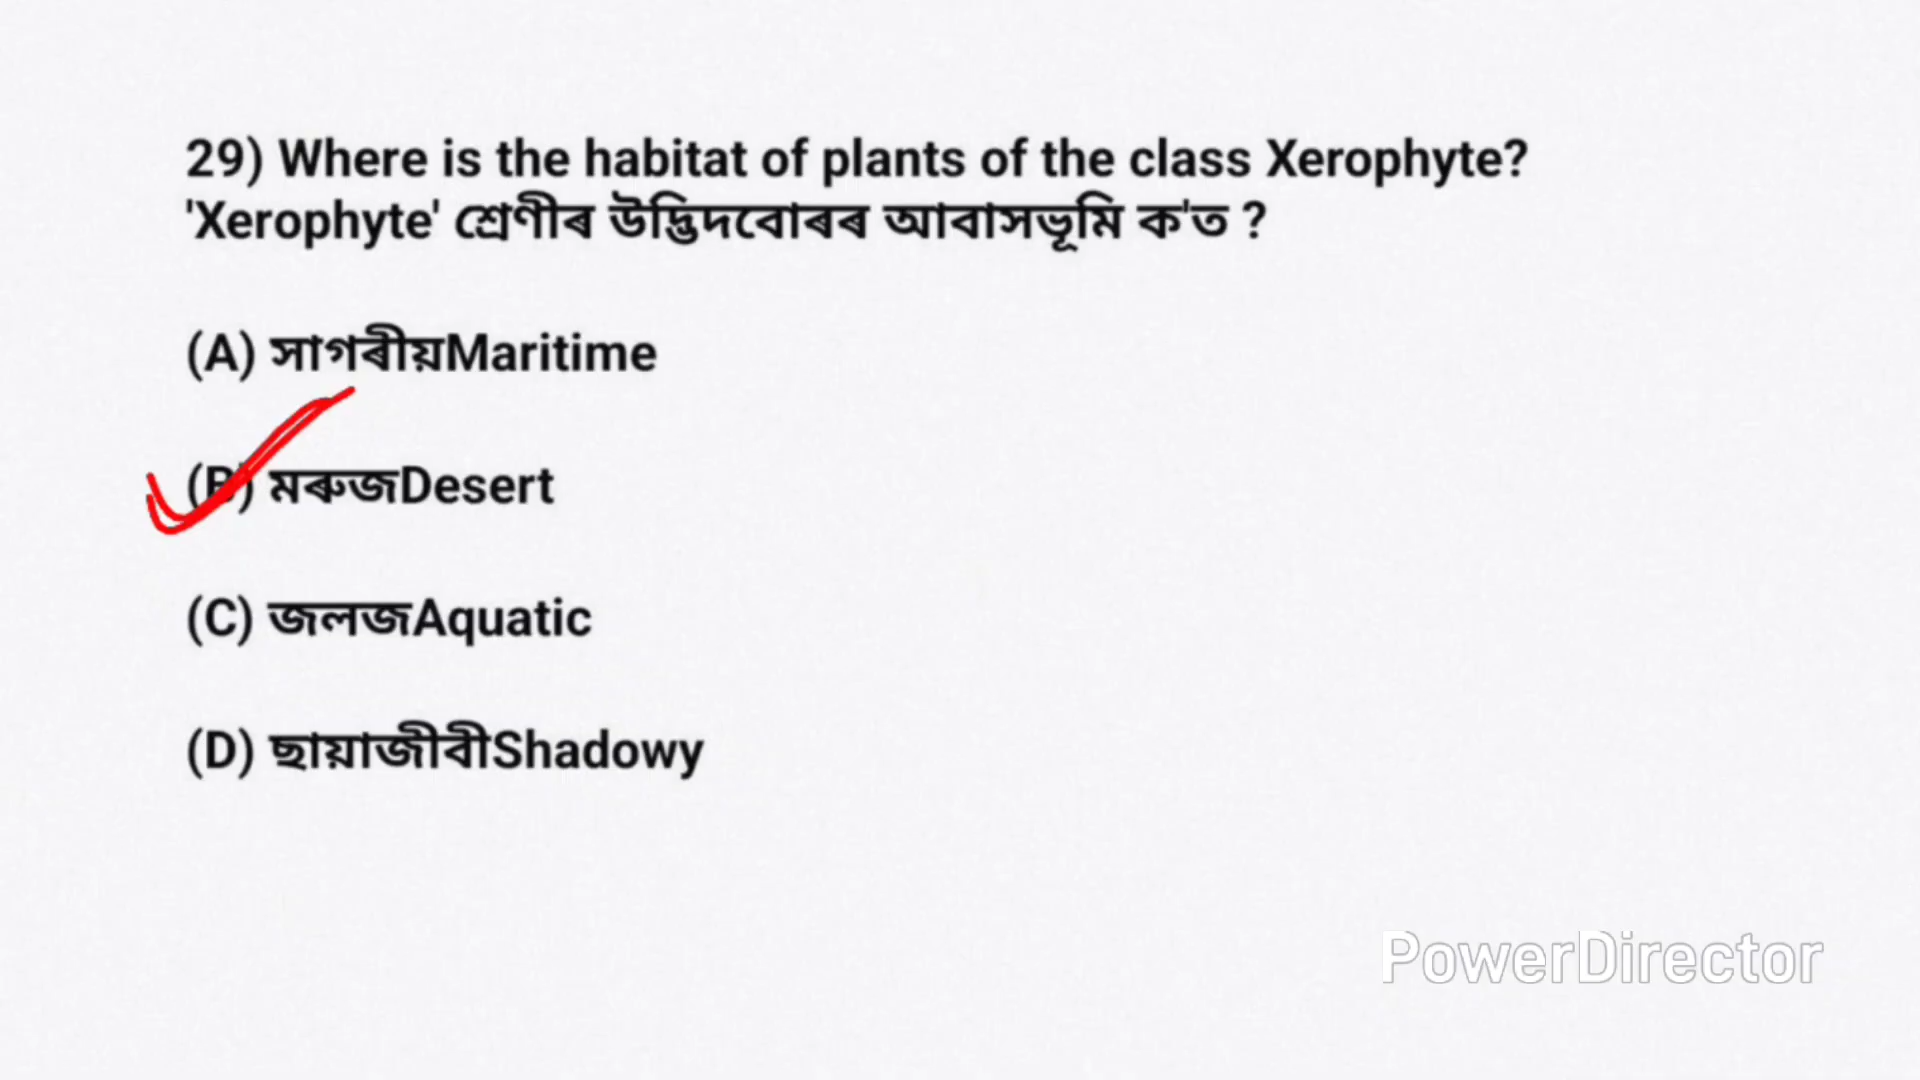 29) Where is the habitat of plants of the class Xerophyte?
'Xerophyte' শ্ৰেণীৰ উদ্ভিদবোৰৰ আবাসভূমি ক'ত ?
(A) সাগৰীয়Maritime
(B) মৰুজDesert
(C) জলজAquatic
(D) ছায়াজীবীShadowy
PowerDirector